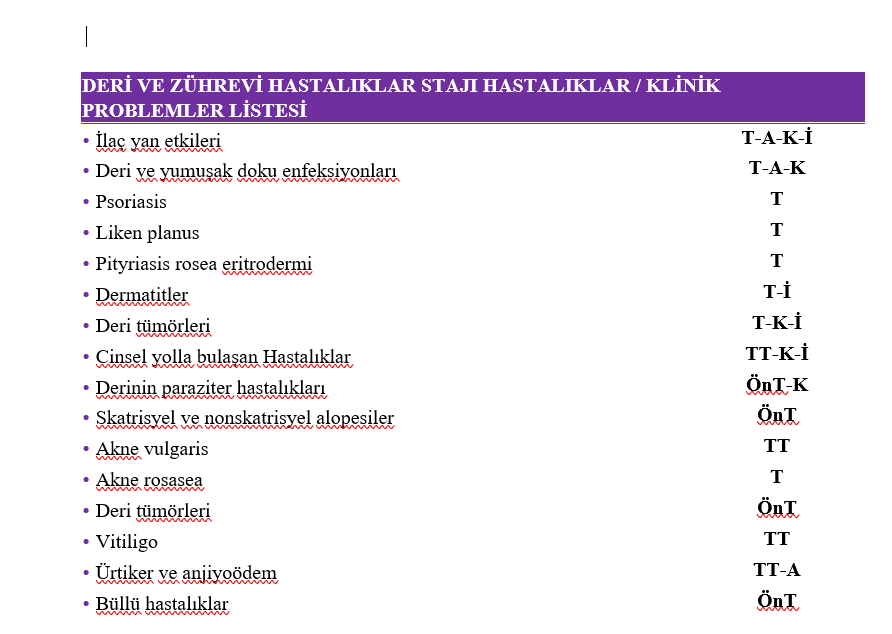 DERİ VE ZÜHREVİ HASTALIKLAR STAJI HASTALIKLAR / KLİNİK
PROBLEMLER LİSTESİ
• İlaç yan etkileri T-A-K-İ
• Deri ve yumuşak doku enfeksiyonları T-A-K
• Psoriasis T
• Liken planus T
• Pityriasis rosea eritrodermi T
• Dermatitler T-İ
• Deri tümörleri T-K-İ
• Cinsel yolla bulaşan Hastalıklar TT-K-İ
• Derinin paraziter hastalıkları ÖnT-K
• Skatrisyel ve nonskatrisyel alopesiler ÖnT
• Akne vulgaris TT
• Akne rosasea T
• Deri tümörleri ÖnT
• Vitiligo TT
• Ürtiker ve anjiyoödem TT-A
• Büllü hastalıklar ÖnT